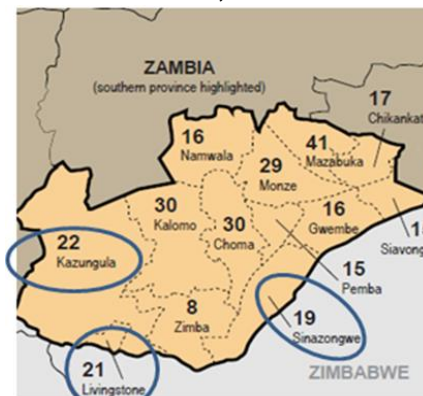 ZAMBIA
(southern province highlighted)
17
Chikankat
16
Namwala
41
Mazabuka
29
Monze
30
Kalomo
30
Choma
16
Gwembe
Siavong
22
Kazungula
15
Pemba
8
Zimba
19
Sinazongwe
21
Livingstone
ZIMBABWE